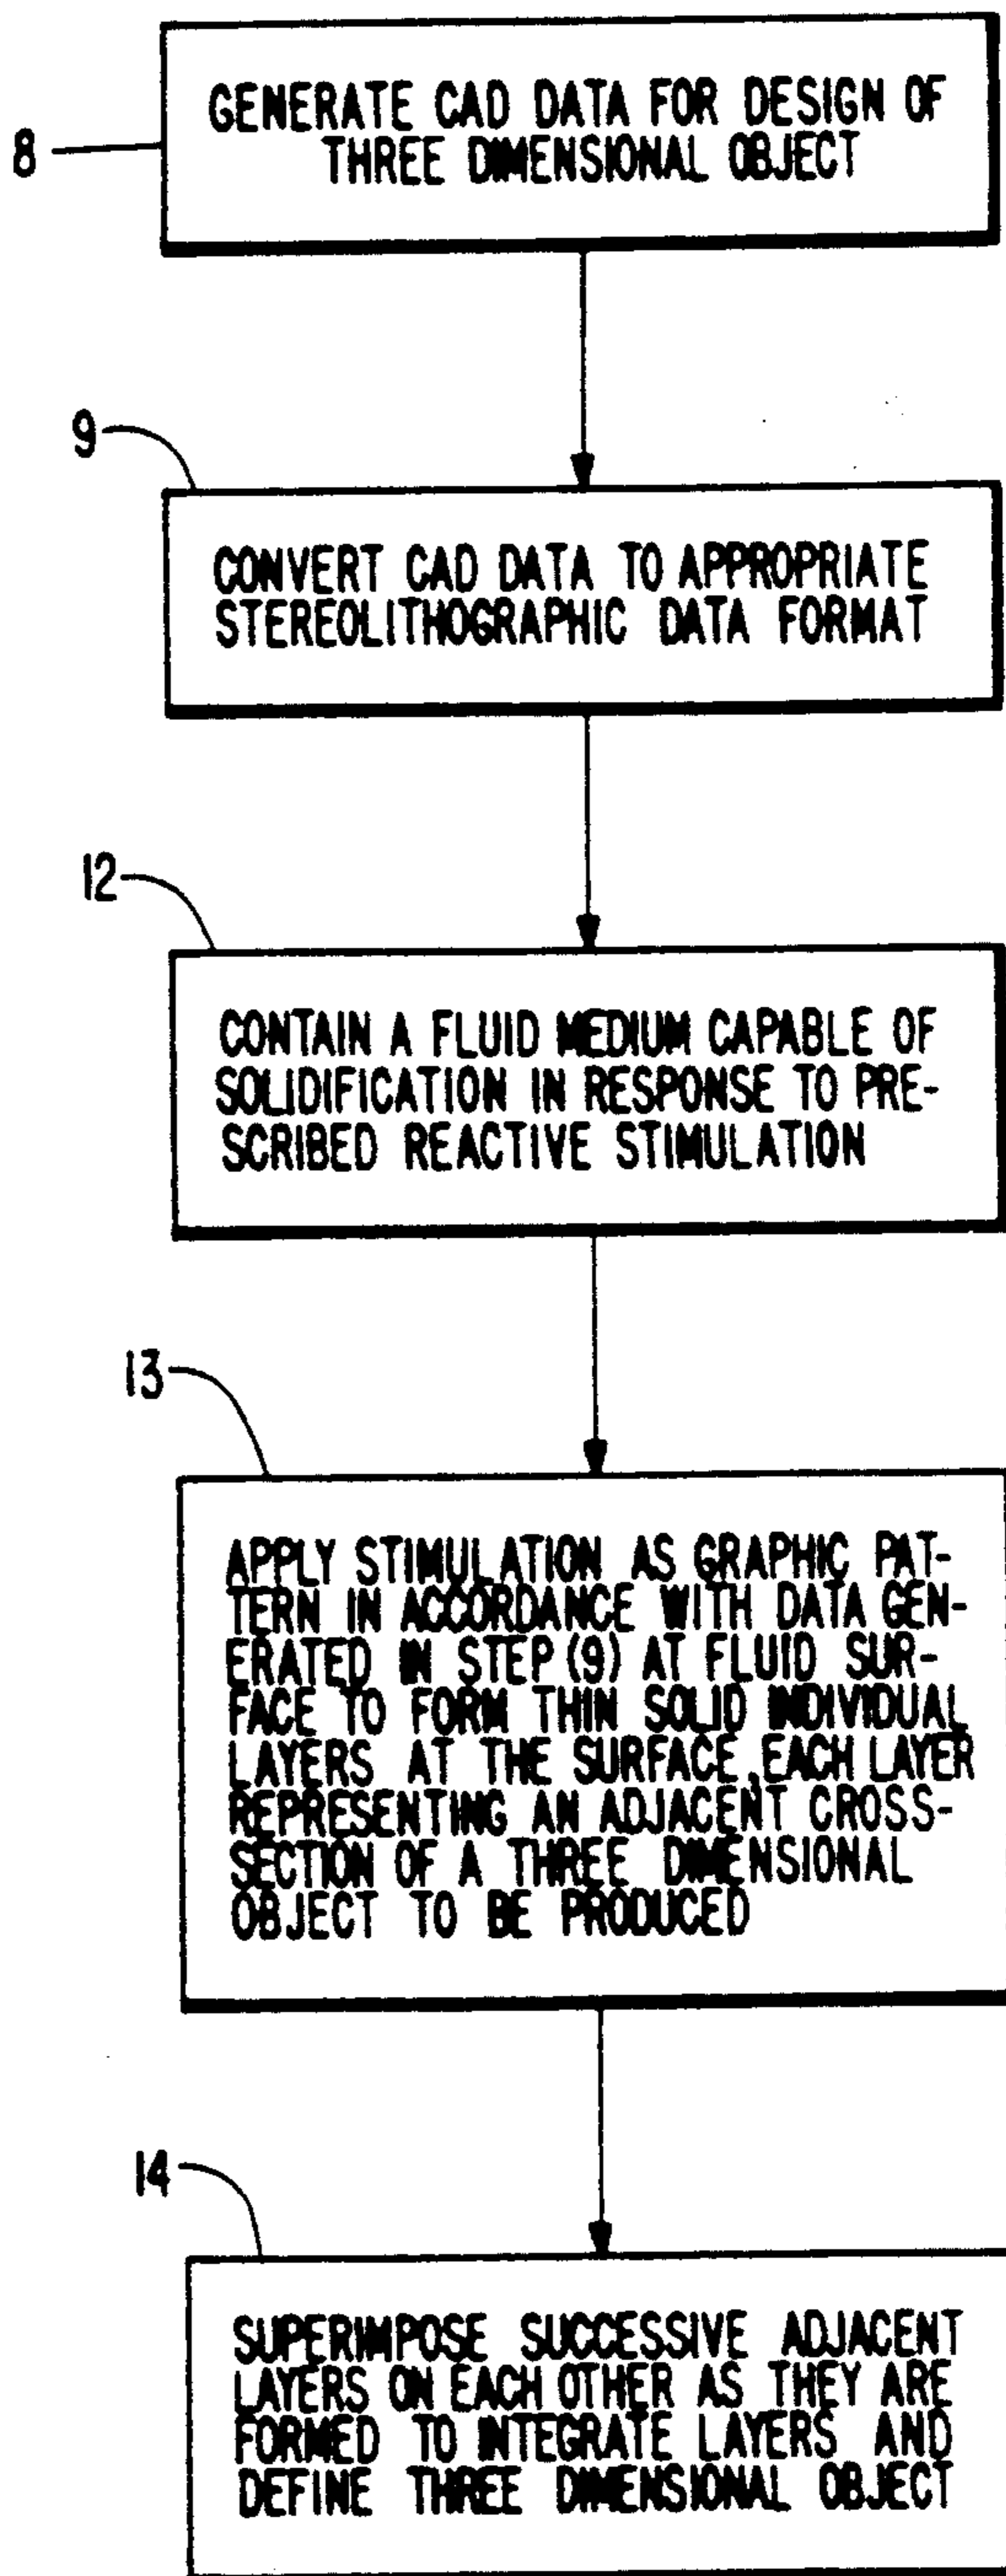 8
GENERATE CAD DATA FOR DESIGN OF
THREE DIMENSIONAL OBJECT
9
CONVERT CAD DATA TO APPROPRIATE
STEREOLITHOGRAPHIC DATA FORMAT
12
CONTAIN A FLUID MEDIUM CAPABLE OF
SOLIDIFICATION IN RESPONSE TO PRE-
SCRIBED REACTIVE STIMULATION
13
APPLY STIMULATION AS GRAPHIC PAT-
TERN IN ACCORDANCE WITH DATA GEN-
ERATED IN STEP (9) AT FLUID SUR-
FACE TO FORM THIN SOLID INDIVIDUAL
LAYERS AT THE SURFACE, EACH LAYER
REPRESENTING AN ADJACENT CROSS-
SECTION OF A THREE DIMENSIONAL
OBJECT TO BE PRODUCED
14
SUPERIMPOSE SUCCESSIVE ADJACENT
LAYERS ON EACH OTHER AS THEY ARE
FORMED TO INTEGRATE LAYERS AND
DEFINE THREE DIMENSIONAL OBJECT